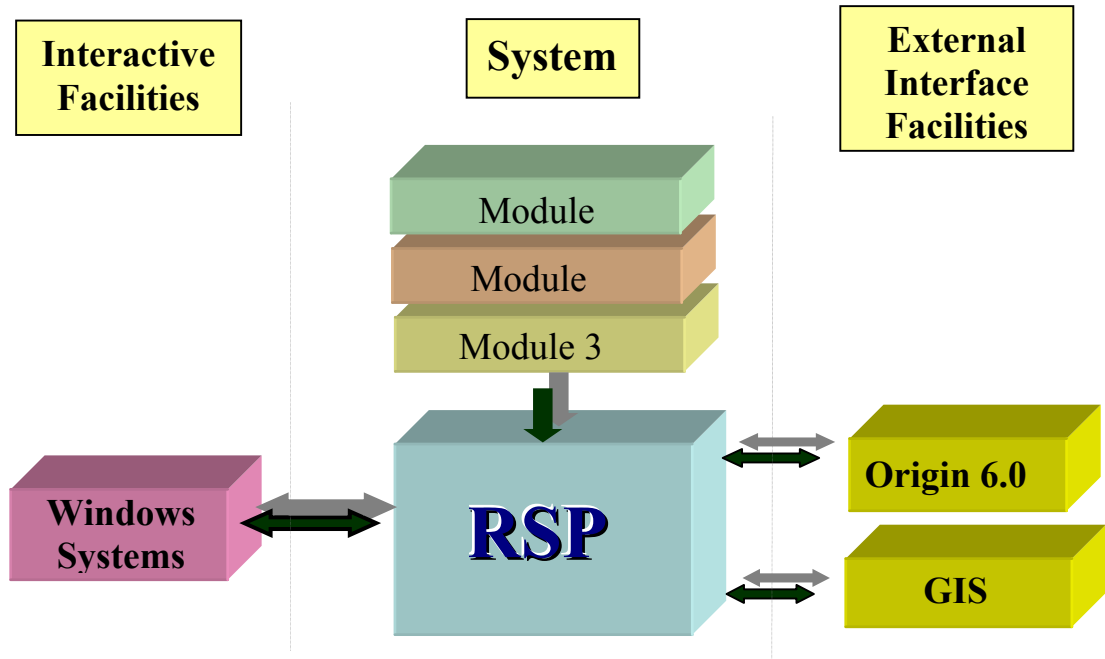 Interactive
Facilities
System
External
Interface
Facilities
Module
Module
Module 3
Windows
Systems
RSP
Origin 6.0
GIS